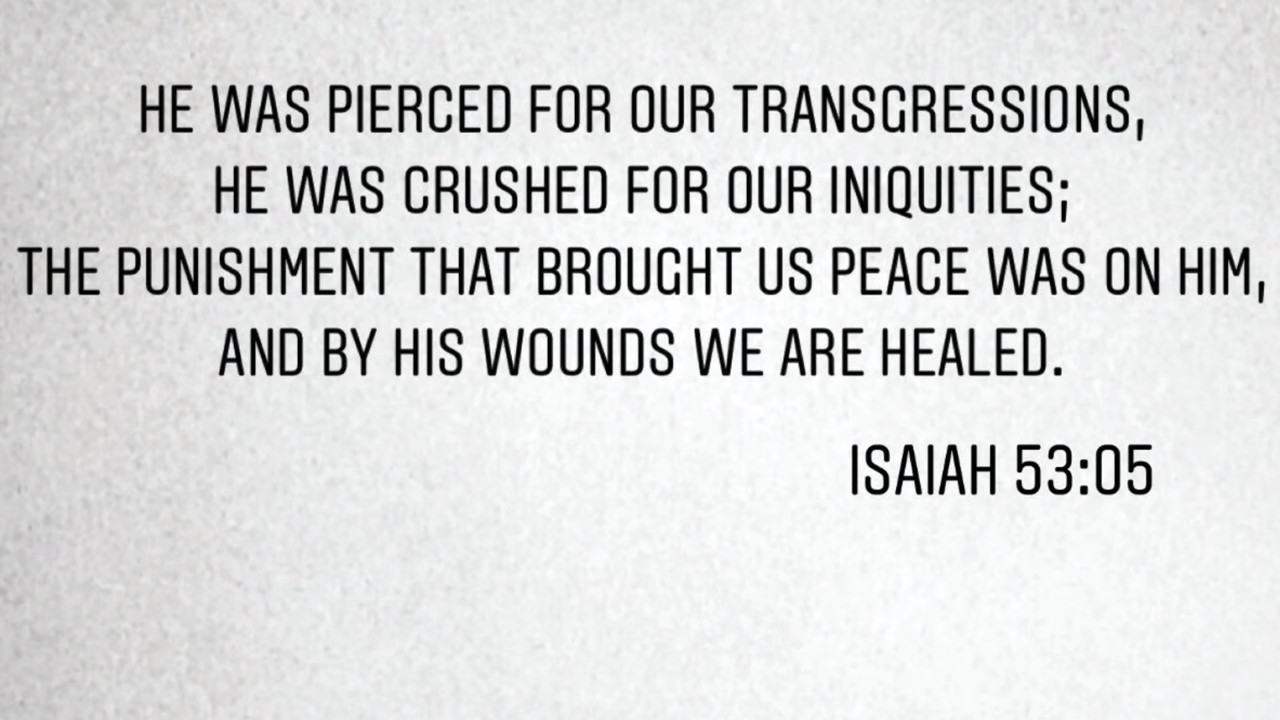 HE WAS PIERCED FOR OUR TRANSGRESSIONS,
HE WAS CRUSHED FOR OUR INIQUITIES;
THE PUNISHMENT THAT BROUGHT US PEACE WAS ON HIM,
AND BY HIS WOUNDS WE ARE HEALED.
ISAIAH 53:05